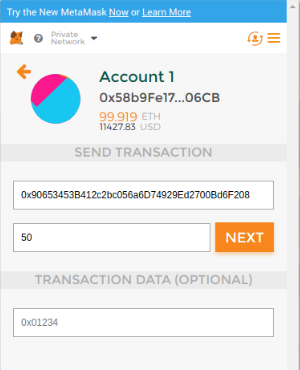 Try the New MetaMask Now or Learn More
Private
Network
Account 1
0x58b9Fe17...06CB
99.919 ETH
11427.83 USD
SEND TRANSACTION
0x90653453B412c2bc056a6D74929Ed2700Bd6F208
50
NEXT
TRANSACTION DATA (OPTIONAL)
0x01234